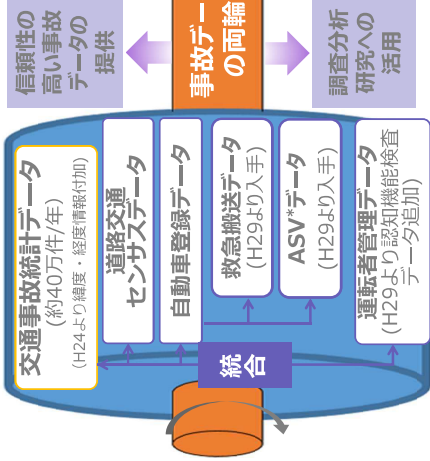 信頼性の
高い事故
データの
提供
事故デー
の両輪
調査分析
研究への
活用
交通事故統計データ
(約40万件/年)
(H24より緯度・経度情報付加)
道路交通
センサスデータ
自動車登録データ
救急搬送データ
(H29より入手)
ASV*データ
(H29より入手)
運転者管理データ
(H29より認知機能検査
データ追加)
統合